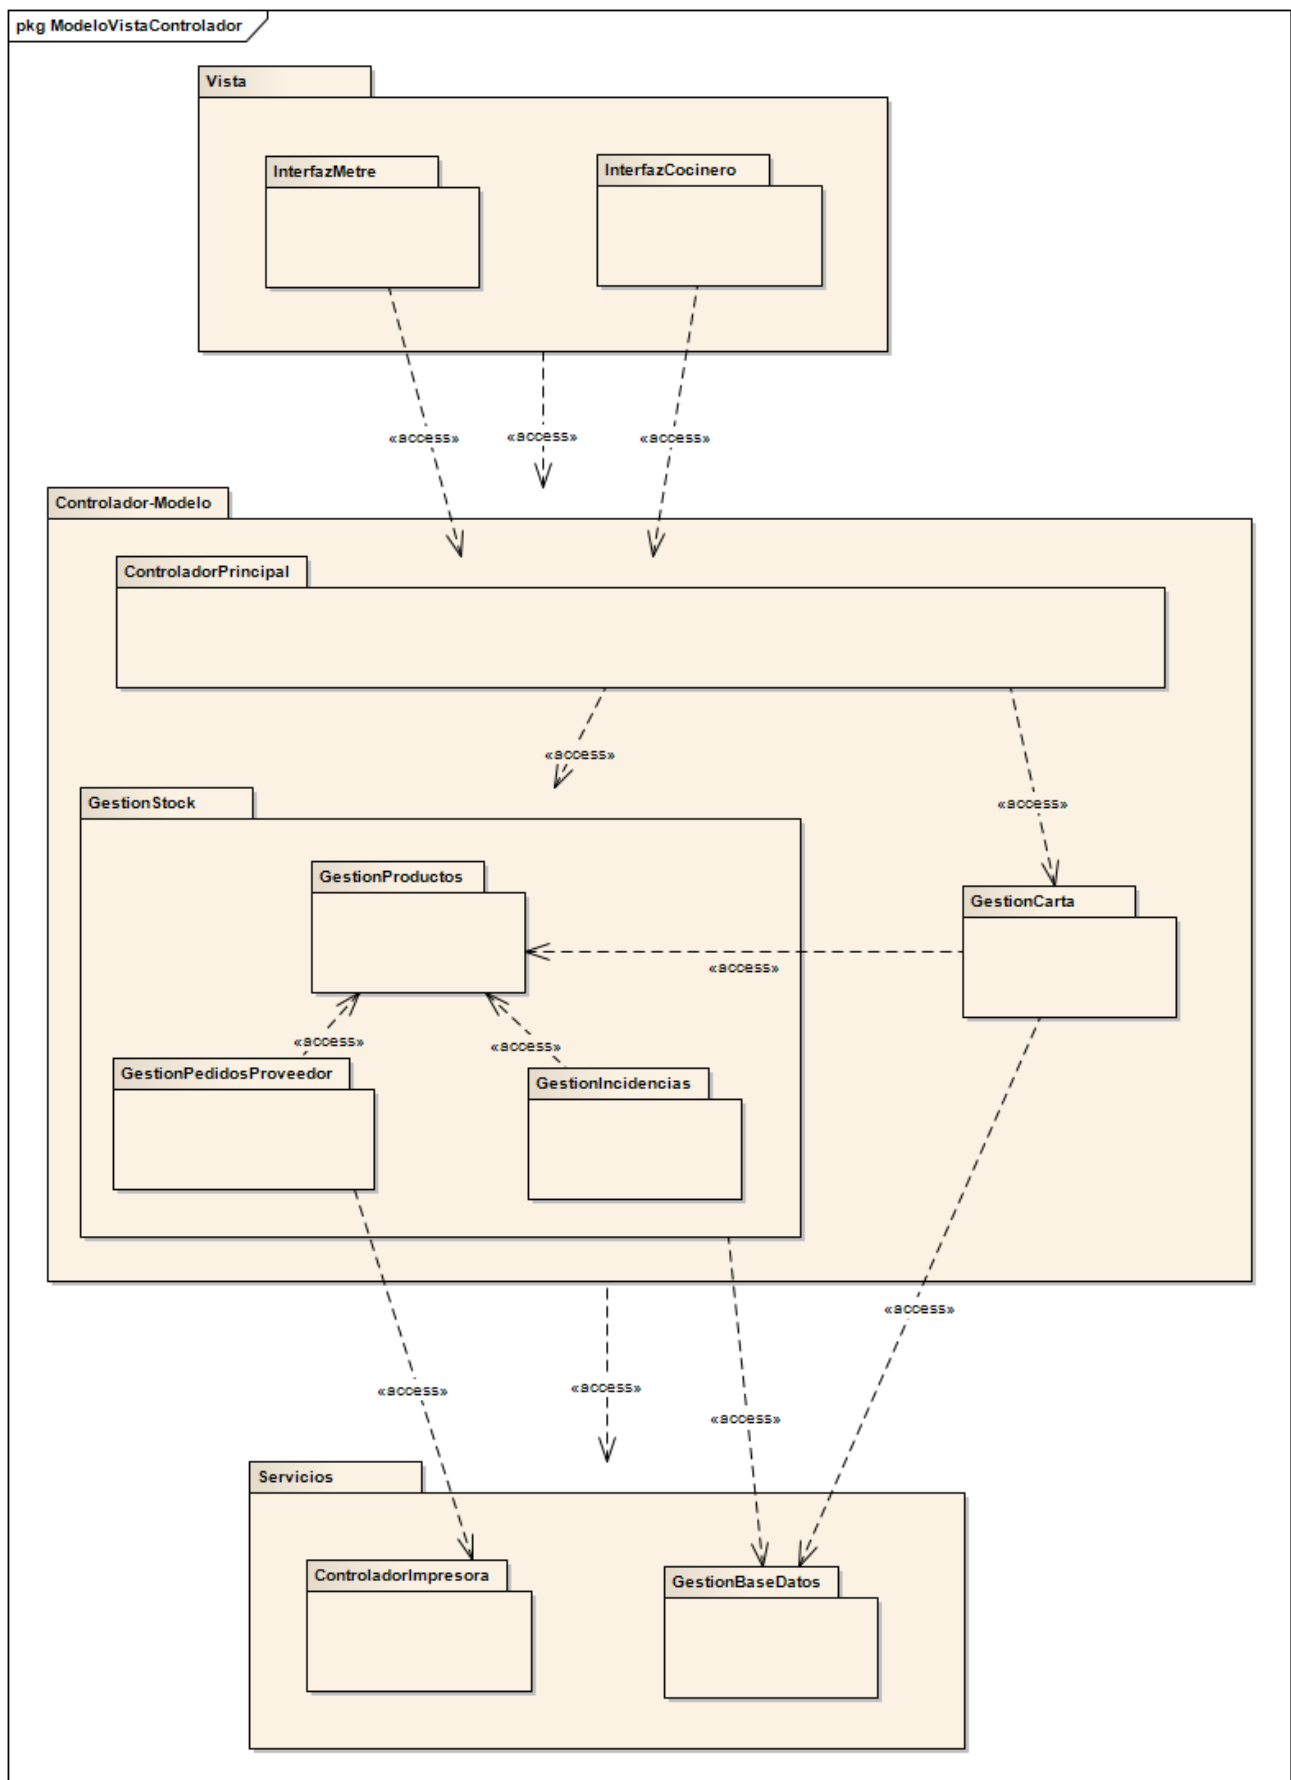 pkg ModeloVistaControlador
Vista
InterfazMetre
InterfazCocinero
«access»
«access»
«access»
Controlador-Modelo
ControladorPrincipal
«access»
«access»
GestionStock
GestionProductos
GestionCarta
«access»
«access»
«access»
GestionPedidosProveedor
GestionIncidencias
«access»
«access»
«access»
«access»
Servicios
ControladorImpresora
GestionBaseDatos